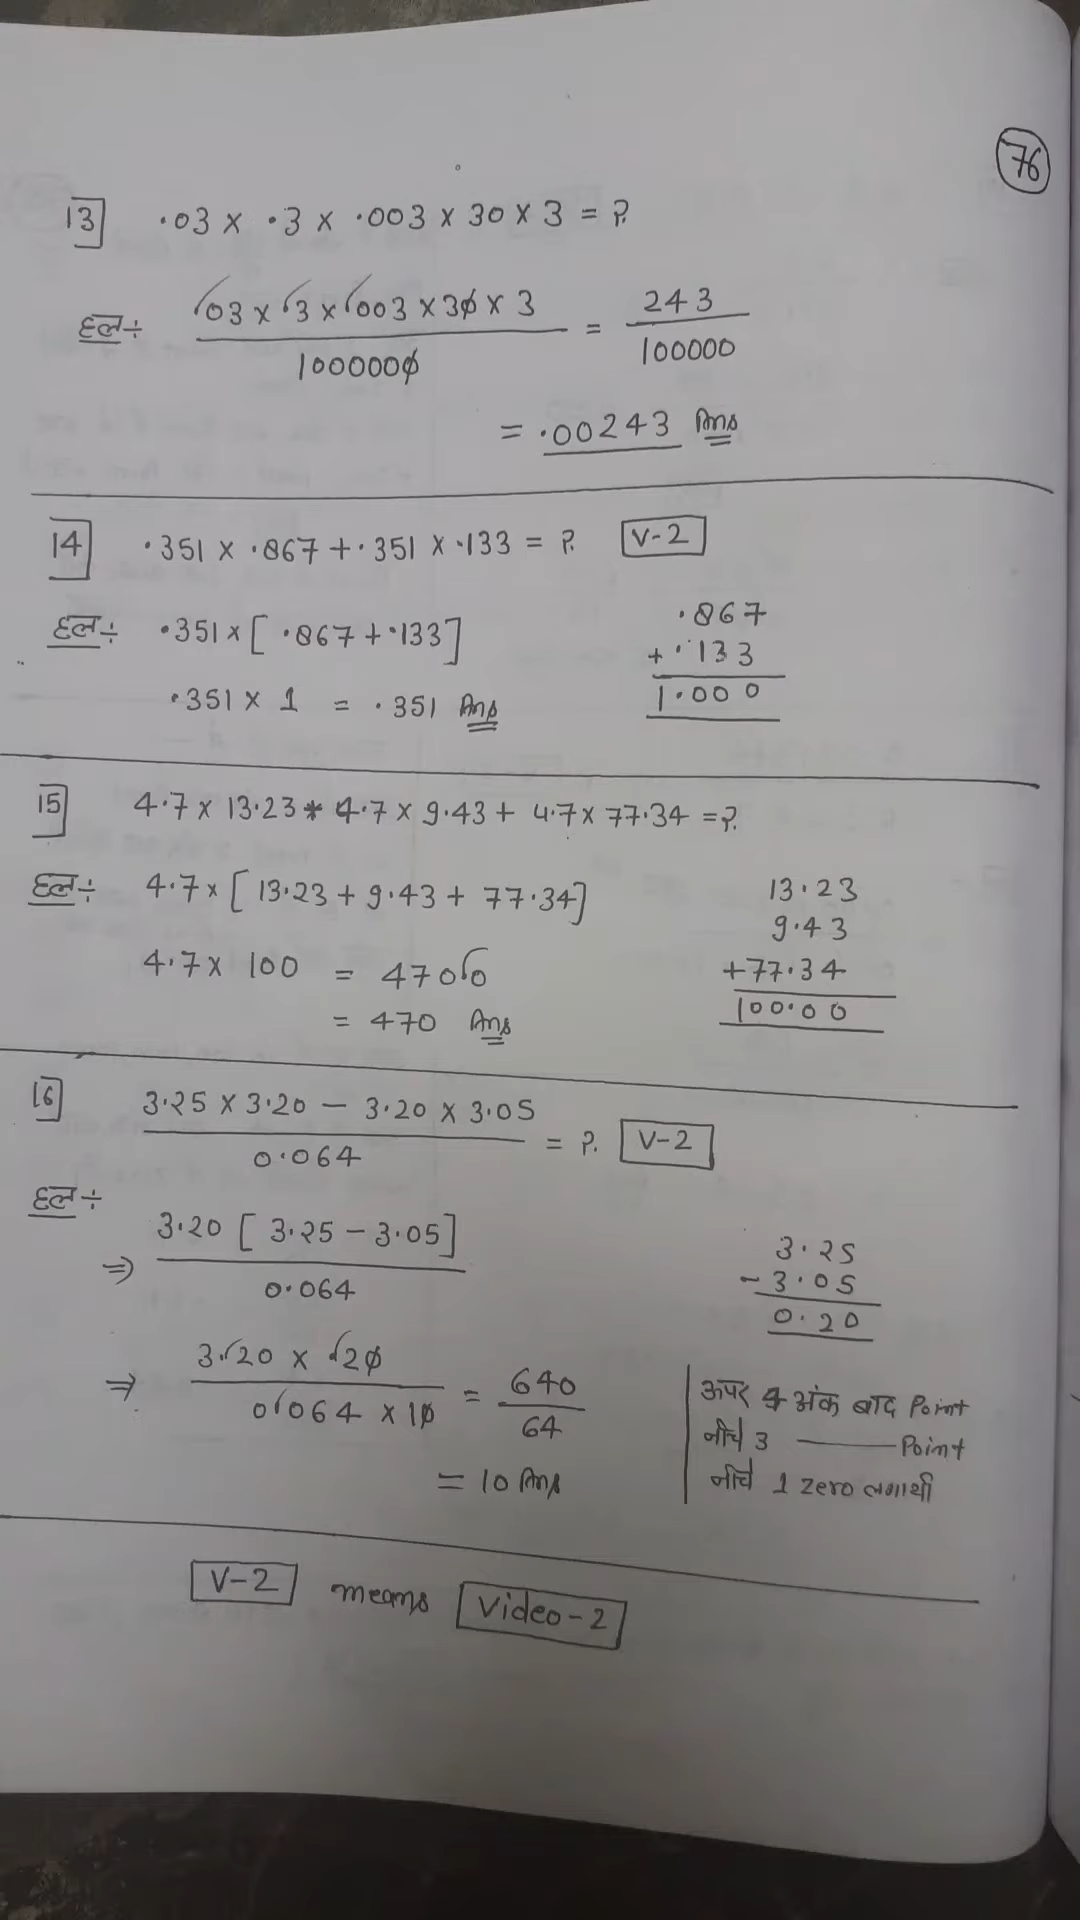 76
13] .03 × .3 × .003 × 30 × 3 = ?
हल÷ 03 × 3 × 003 × 30 × 3 / 1000000 = 243 / 100000
= .00243 Ans
14] .351 × .867 + .351 × .133 = ? V-2
हल÷ .351 × [ .867 + .133 ]
.351 × 1 = .351 Ans
.867
+ .133
1.000
15] 4.7 × 13.23 + 4.7 × 9.43 + 4.7 × 77.34 = ?
हल÷ 4.7 × [ 13.23 + 9.43 + 77.34 ]
4.7 × 100 = 4700
= 470 Ans
13.23
9.43
+77.34
100.00
16] 3.25 × 3.20 − 3.20 × 3.05 / 0.064 = ? V-2
हल÷
⇒ 3.20 [ 3.25 − 3.05 ] / 0.064
3.25
− 3.05
0.20
⇒ 3.20 × 20 / 0064 × 10 = 640 / 64
= 10 Ans
ऊपर 4 अंक बाद Point
नीचे 3 ——— Point
नीचे 1 zero लगाथी
V-2 means Video-2